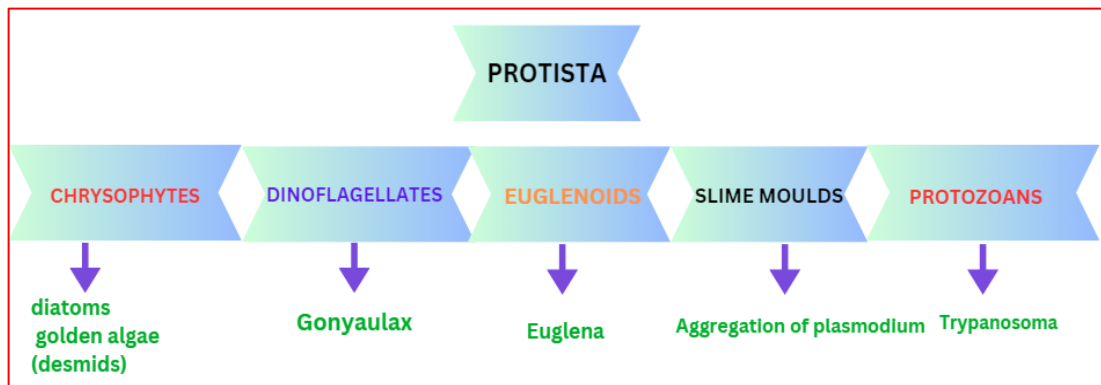 PROTISTA
CHRYSOPHYTES
DINOFLAGELLATES
EUGLENOIDS
SLIME MOULDS
PROTOZOANS
diatoms
golden algae
(desmids)
Gonyaulax
Euglena
Aggregation of plasmodium
Trypanosoma